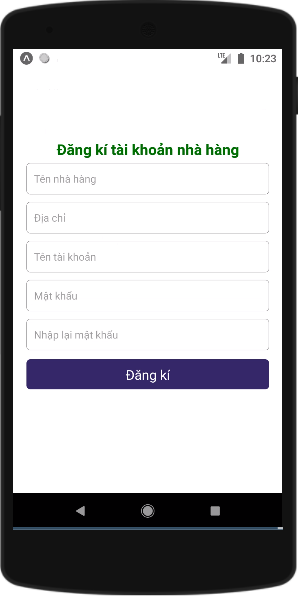 LTE 10:23
Đăng kí tài khoản nhà hàng
Tên nhà hàng
Địa chỉ
Tên tài khoản
Mật khẩu
Nhập lại mật khẩu
Đăng kí